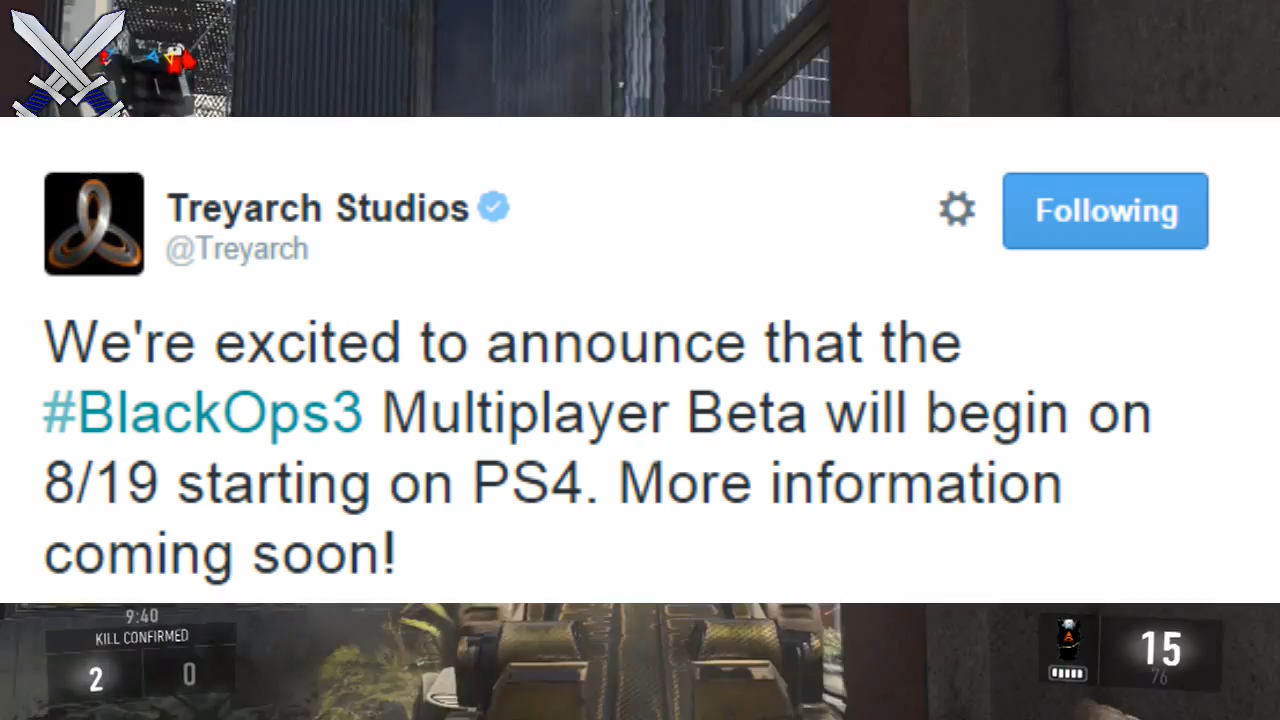 Treyarch Studios
@Treyarch
Following
We're excited to announce that the
#BlackOps3 Multiplayer Beta will begin on
8/19 starting on PS4. More information
coming soon!
9:40
KILL CONFIRMED
2 0
15
76